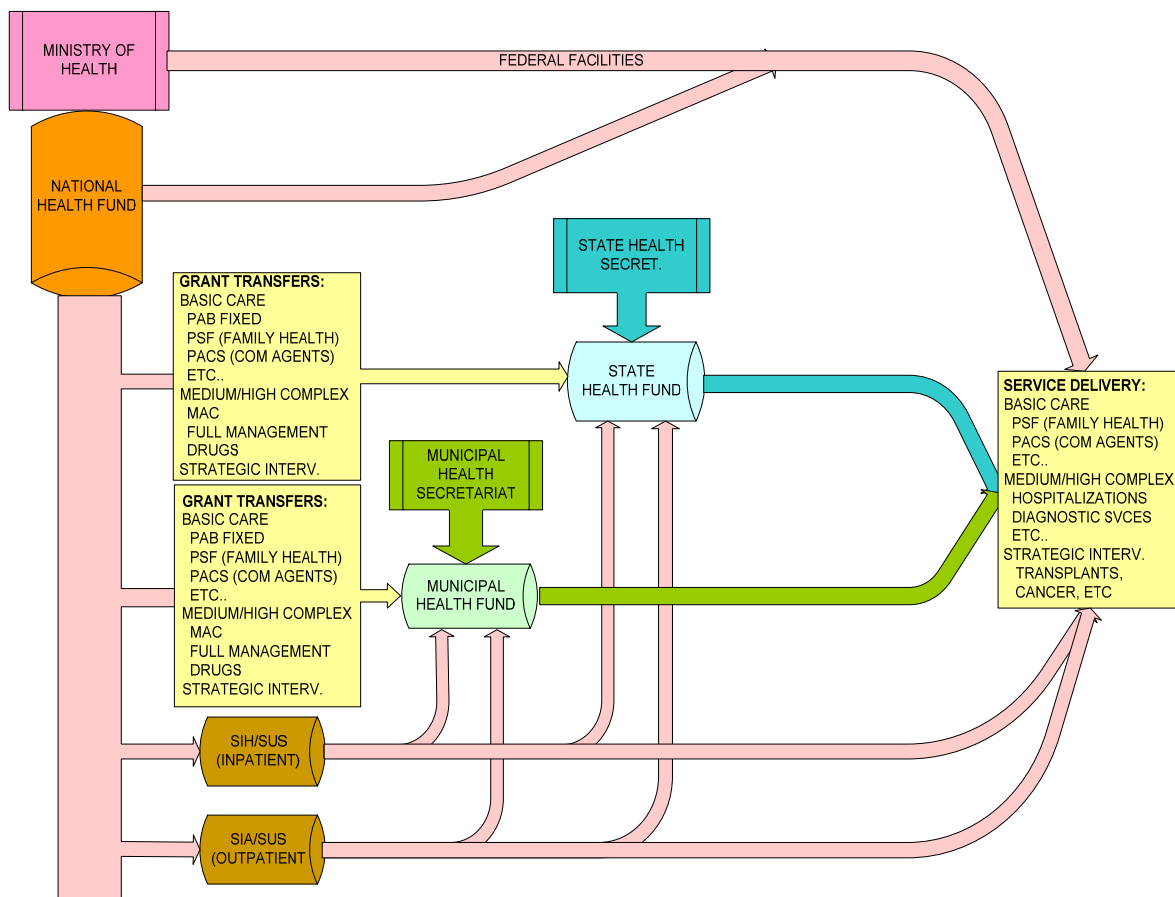 MINISTRY OF
HEALTH
FEDERAL FACILITIES
NATIONAL
HEALTH FUND
STATE HEALTH
SECRET.
GRANT TRANSFERS:
BASIC CARE
PAB FIXED
PSF (FAMILY HEALTH)
PACS (COM AGENTS)
ETC..
MEDIUM/HIGH COMPLEX
MAC
FULL MANAGEMENT
DRUGS
STRATEGIC INTERV.
STATE
HEALTH FUND
SERVICE DELIVERY:
BASIC CARE
PSF (FAMILY HEALTH)
PACS (COM AGENTS)
ETC..
MEDIUM/HIGH COMPLEX
HOSPITALIZATIONS
DIAGNOSTIC SVCES
ETC..
STRATEGIC INTERV.
TRANSPLANTS,
CANCER, ETC
MUNICIPAL
HEALTH
SECRETARIAT
GRANT TRANSFERS:
BASIC CARE
PAB FIXED
PSF (FAMILY HEALTH)
PACS (COM AGENTS)
ETC..
MEDIUM/HIGH COMPLEX
MAC
FULL MANAGEMENT
DRUGS
STRATEGIC INTERV.
MUNICIPAL
HEALTH FUND
SIH/SUS
(INPATIENT)
SIA/SUS
(OUTPATIENT